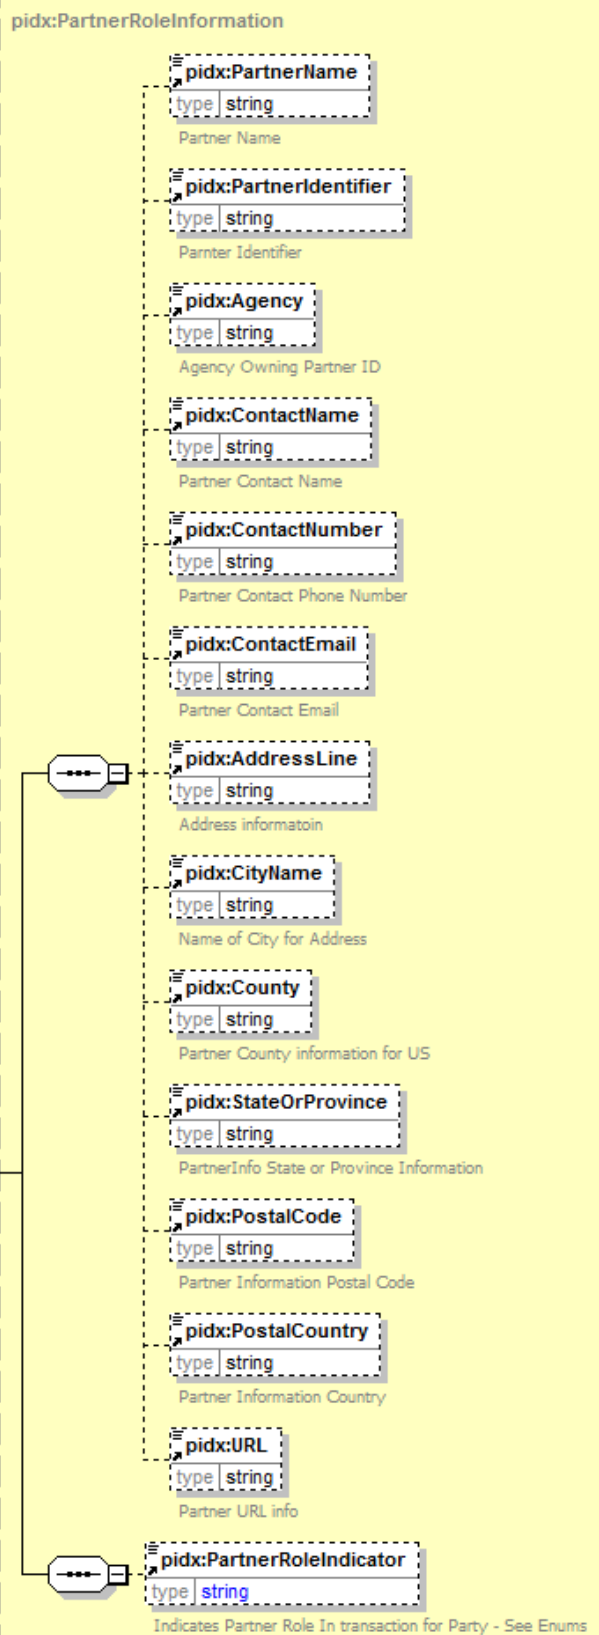 pidx:PartnerRoleInformation
pidx:PartnerName
type string
Partner Name
pidx:PartnerIdentifier
type string
Parnter Identifier
pidx:Agency
type string
Agency Owning Partner ID
pidx:ContactName
type string
Partner Contact Name
pidx:ContactNumber
type string
Partner Contact Phone Number
pidx:ContactEmail
type string
Partner Contact Email
pidx:AddressLine
type string
Address informatoin
pidx:CityName
type string
Name of City for Address
pidx:County
type string
Partner County information for US
pidx:StateOrProvince
type string
PartnerInfo State or Province Information
pidx:PostalCode
type string
Partner Information Postal Code
pidx:PostalCountry
type string
Partner Information Country
pidx:URL
type string
Partner URL info
pidx:PartnerRoleIndicator
type string
Indicates Partner Role In transaction for Party - See Enums